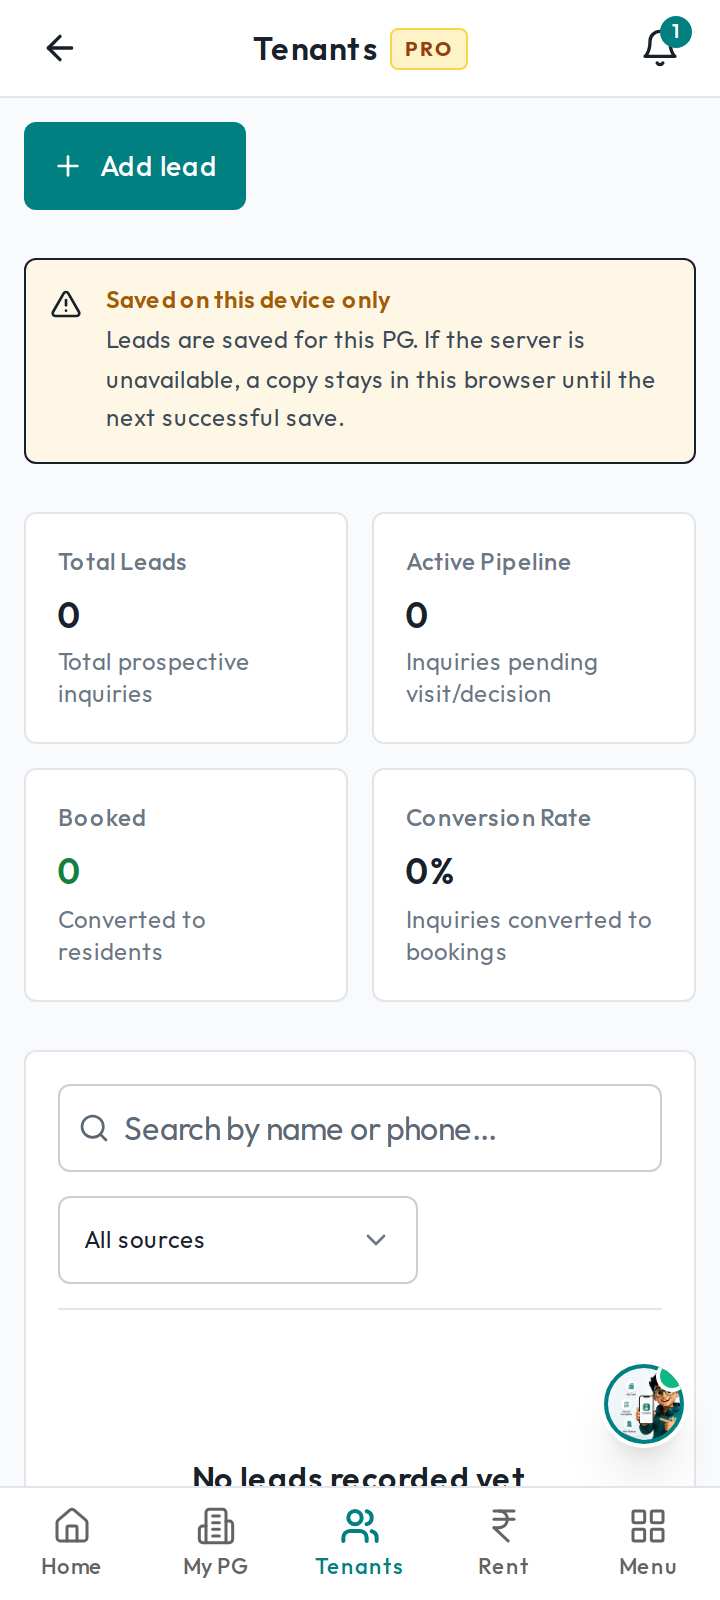 Tenants PRO
1
Add lead
Saved on this device only
Leads are saved for this PG. If the server is
unavailable, a copy stays in this browser until the
next successful save.
Total Leads
0
Total prospective
inquiries
Active Pipeline
0
Inquiries pending
visit/decision
Booked
0
Converted to
residents
Conversion Rate
0%
Inquiries converted to
bookings
Search by name or phone...
All sources
No leads recorded yet
Home
My PG
Tenants
Rent
Menu